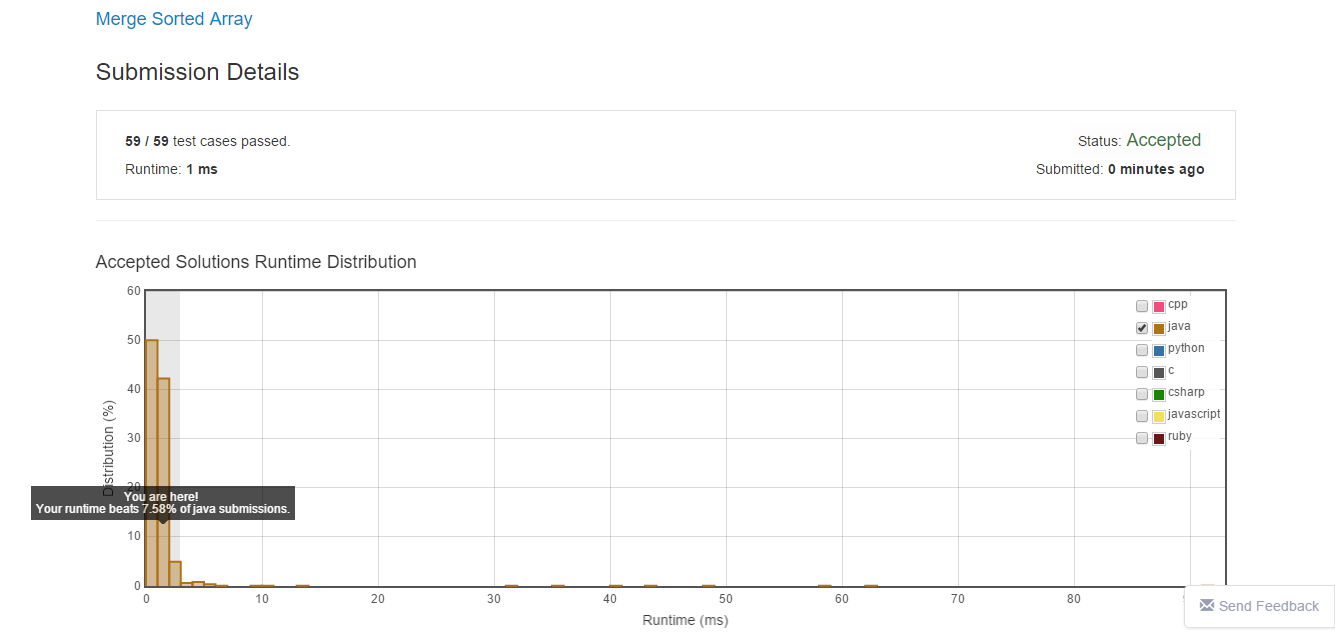 Merge Sorted Array
Submission Details
59 / 59 test cases passed.
Status: Accepted
Runtime: 1 ms
Submitted: 0 minutes ago
Accepted Solutions Runtime Distribution
60
50
40
30
20
10
0
Distribution (%)
You are here!
Your runtime beats 7.58% of java submissions.
cpp
java
python
c
csharp
javascript
ruby
0 10 20 30 40 50 60 70 80
Runtime (ms)
Send Feedback